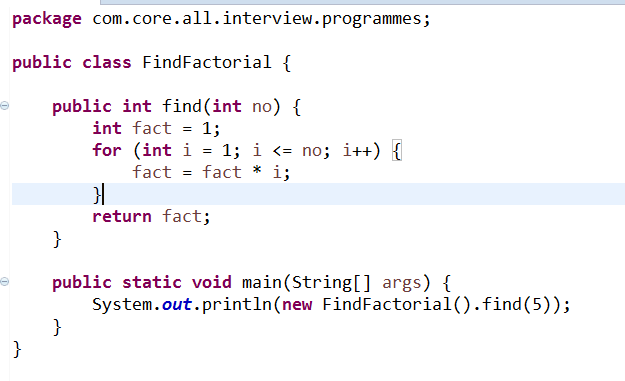 package com.core.all.interview.programmes;
public class FindFactorial {
public int find(int no) {
int fact = 1;
for (int i = 1; i <= no; i++) {
fact = fact * i;
}
return fact;
}
public static void main(String[] args) {
System.out.println(new FindFactorial().find(5));
}
}